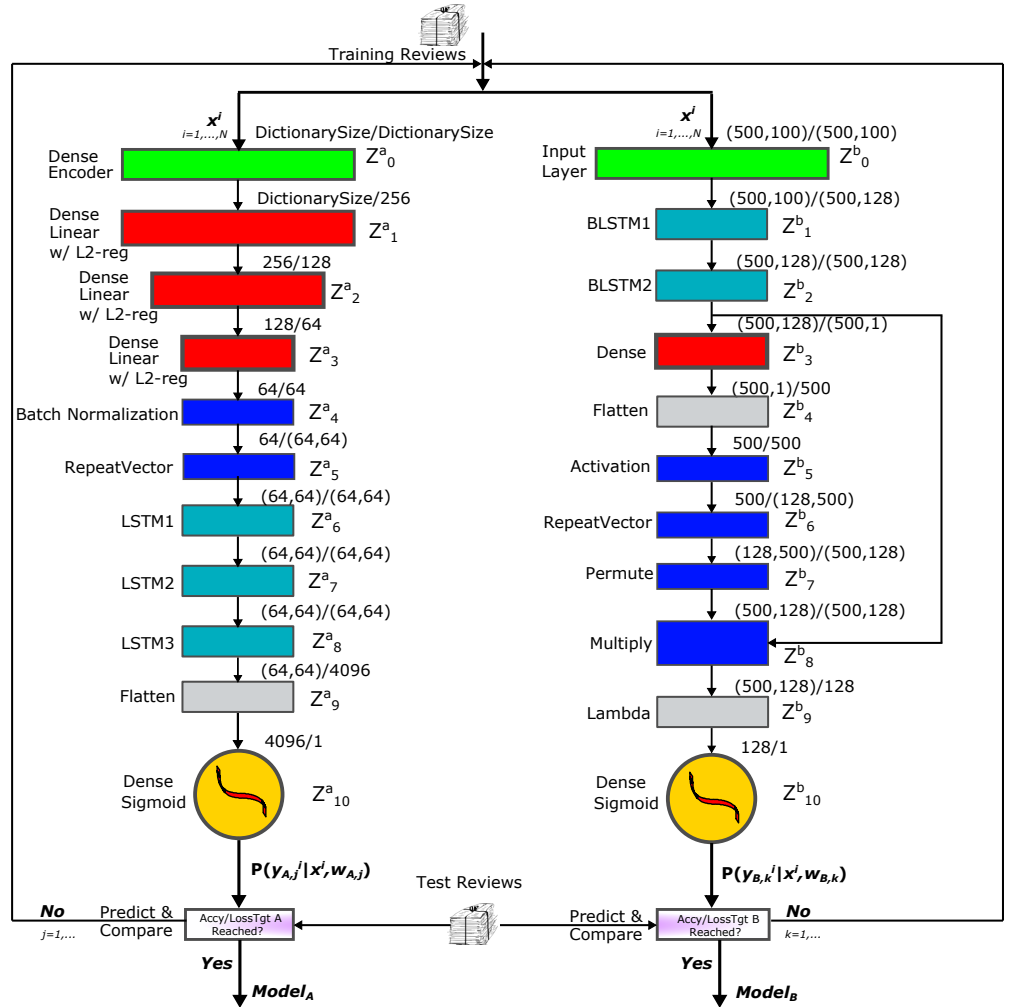 Training Reviews
x^i
i=1,...,N
DictionarySize/DictionarySize
Dense
Encoder
Z^a_0
DictionarySize/256
Dense
Linear
w/ L2-reg
Z^a_1
256/128
Dense
Linear
w/ L2-reg
Z^a_2
128/64
Dense
Linear
w/ L2-reg
Z^a_3
64/64
Batch Normalization
Z^a_4
64/(64,64)
RepeatVector
Z^a_5
(64,64)/(64,64)
LSTM1
Z^a_6
(64,64)/(64,64)
LSTM2
Z^a_7
(64,64)/(64,64)
LSTM3
Z^a_8
(64,64)/4096
Flatten
Z^a_9
4096/1
Dense
Sigmoid
Z^a_10
P(y_A,j^i|x^i,w_A,j)
No
j=1,...
Predict &
Compare
Accy/LossTgt A
Reached?
Yes
Model_A
x^i
i=1,...,N
(500,100)/(500,100)
Input
Layer
Z^b_0
(500,100)/(500,128)
BLSTM1
Z^b_1
(500,128)/(500,128)
BLSTM2
Z^b_2
(500,128)/(500,1)
Dense
Z^b_3
(500,1)/500
Flatten
Z^b_4
500/500
Activation
Z^b_5
500/(128,500)
RepeatVector
Z^b_6
(128,500)/(500,128)
Permute
Z^b_7
(500,128)/(500,128)
Multiply
Z^b_8
(500,128)/128
Lambda
Z^b_9
128/1
Dense
Sigmoid
Z^b_10
P(y_B,k^i|x^i,w_B,k)
Test Reviews
Predict &
Compare
Accy/LossTgt B
Reached?
No
k=1,...
Yes
Model_B